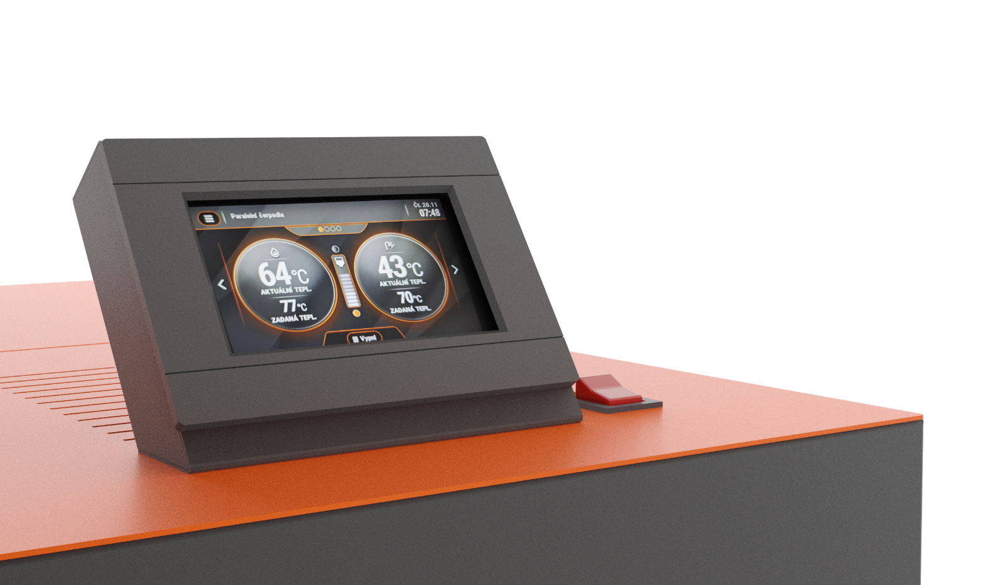 Paralelní čerpadla
Čt. 20.11
07:48
64°C
AKTUÁLNÍ TEPL.
77°C
ZADANÁ TEPL.
43°C
AKTUÁLNÍ TEPL.
70°C
ZADANÁ TEPL.
Vypni